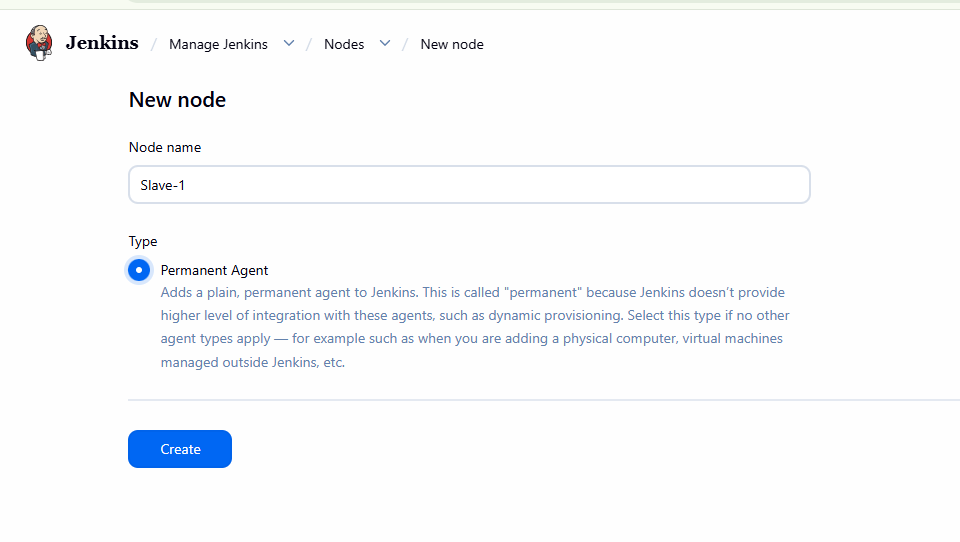 Jenkins / Manage Jenkins / Nodes / New node
New node
Node name
Slave-1
Type
Permanent Agent
Adds a plain, permanent agent to Jenkins. This is called "permanent" because Jenkins doesn't provide
higher level of integration with these agents, such as dynamic provisioning. Select this type if no other
agent types apply — for example such as when you are adding a physical computer, virtual machines
managed outside Jenkins, etc.
Create